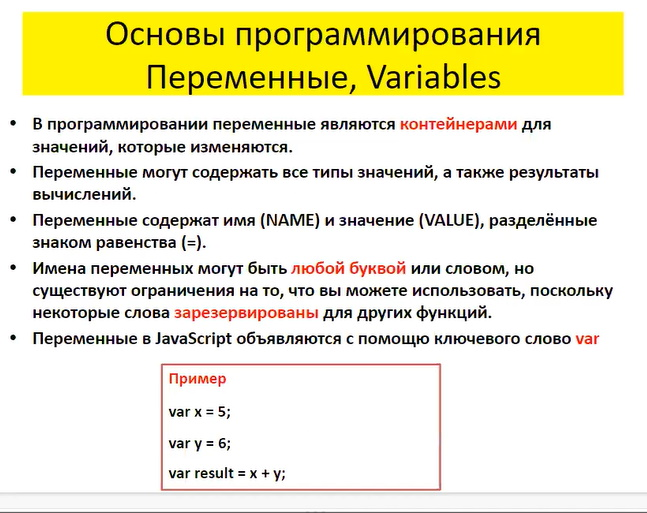 Основы программирования
Переменные, Variables
• В программировании переменные являются контейнерами для
значений, которые изменяются.
• Переменные могут содержать все типы значений, а также результаты
вычислений.
• Переменные содержат имя (NAME) и значение (VALUE), разделённые
знаком равенства (=).
• Имена переменных могут быть любой буквой или словом, но
существуют ограничения на то, что вы можете использовать, поскольку
некоторые слова зарезервированы для других функций.
• Переменные в JavaScript объявляются с помощю ключевого слово var
Пример
var x = 5;
var y = 6;
var result = x + y;